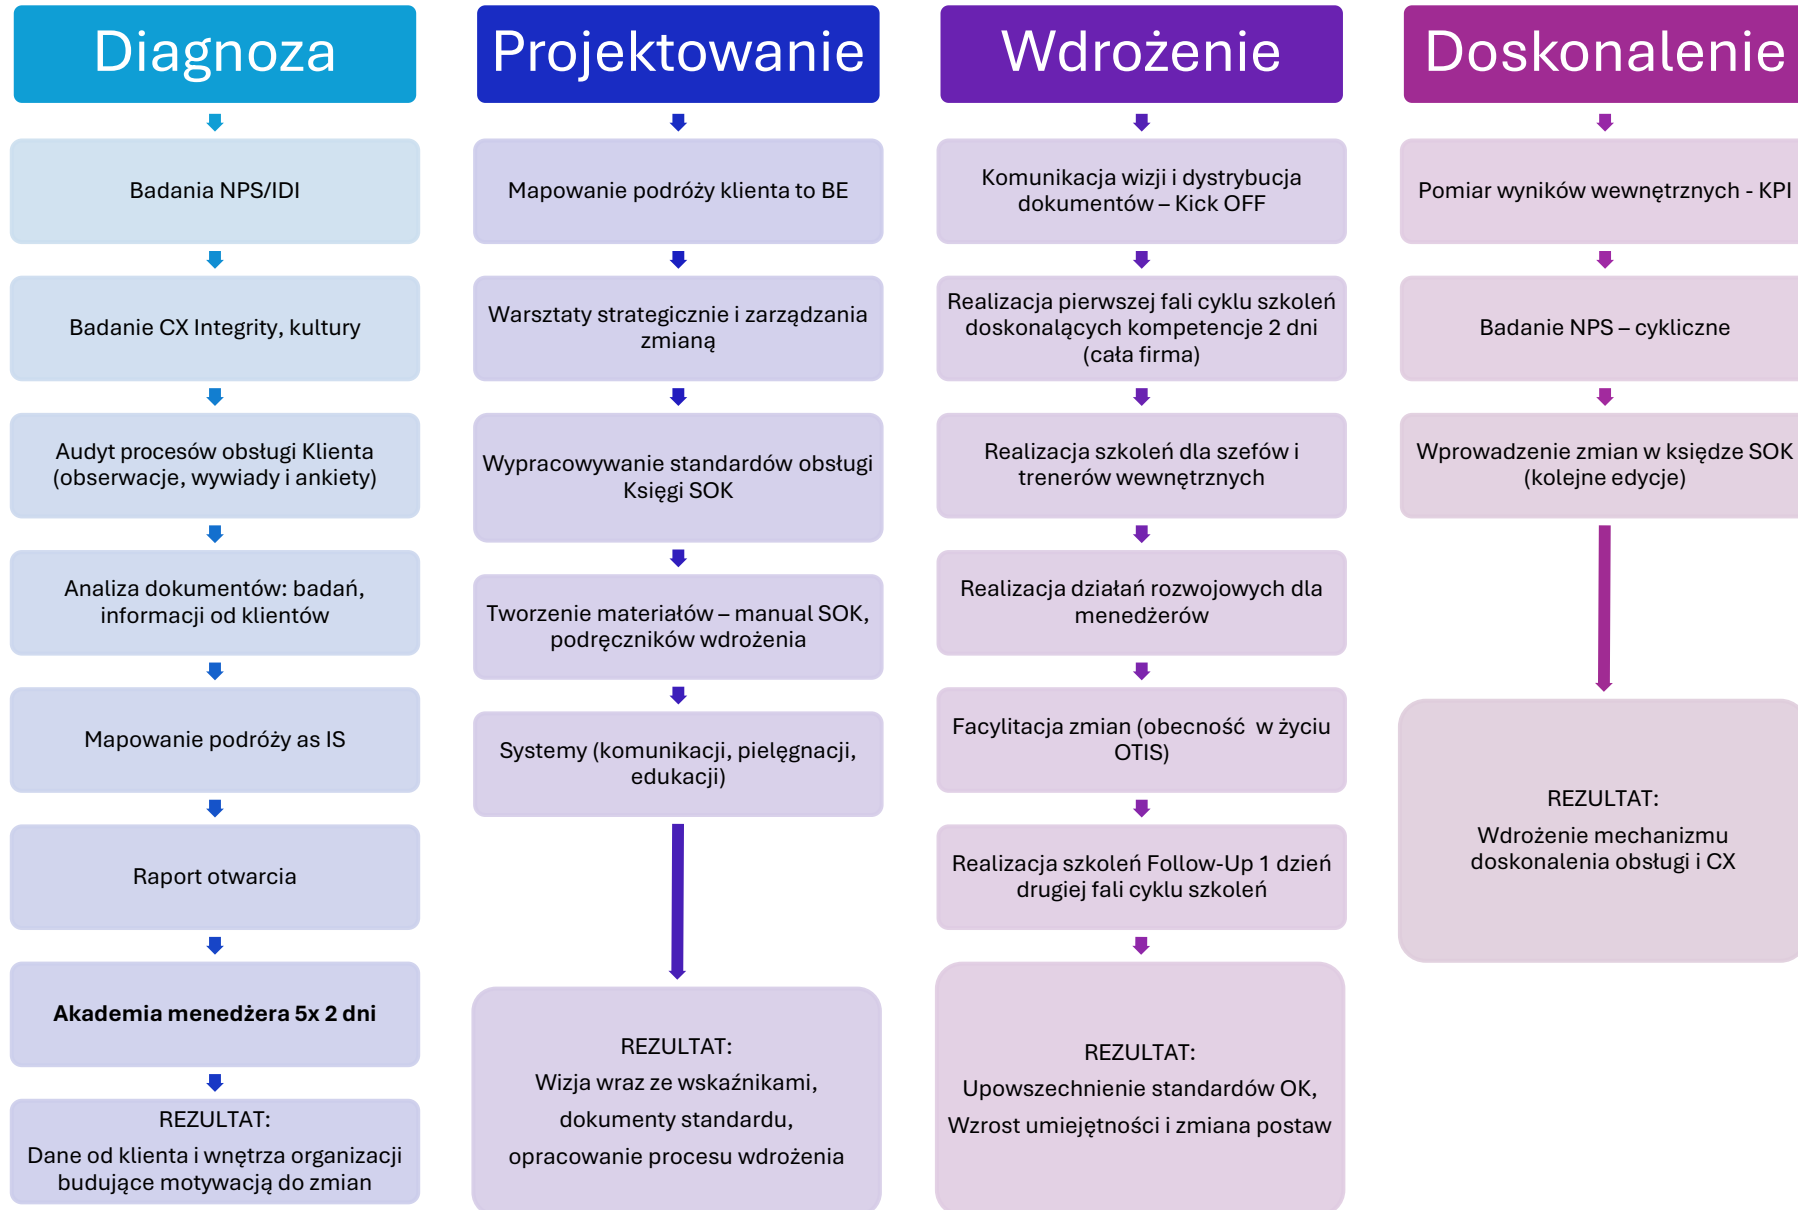 Diagnoza
Badania NPS/IDI
Badanie CX Integrity, kultury
Audyt procesów obsługi Klienta
(obserwacje, wywiady i ankiety)
Analiza dokumentów: badań,
informacji od klientów
Mapowanie podróży as IS
Raport otwarcia
Akademia menedżera 5x 2 dni
REZULTAT:
Dane od klienta i wnętrza organizacji
budujące motywacją do zmian
Projektowanie
Mapowanie podróży klienta to BE
Warsztaty strategicznie i zarządzania
zmianą
Wypracowywanie standardów obsługi
Księgi SOK
Tworzenie materiałów – manual SOK,
podręczników wdrożenia
Systemy (komunikacji, pielęgnacji,
edukacji)
REZULTAT:
Wizja wraz ze wskaźnikami,
dokumenty standardu,
opracowanie procesu wdrożenia
Wdrożenie
Komunikacja wizji i dystrybucja
dokumentów – Kick OFF
Realizacja pierwszej fali cyklu szkoleń
doskonalących kompetencje 2 dni
(cała firma)
Realizacja szkoleń dla szefów i
trenerów wewnętrznych
Realizacja działań rozwojowych dla
menedżerów
Facylitacja zmian (obecność w życiu
OTIS)
Realizacja szkoleń Follow-Up 1 dzień
drugiej fali cyklu szkoleń
REZULTAT:
Upowszechnienie standardów OK,
Wzrost umiejętności i zmiana postaw
Doskonalenie
Pomiar wyników wewnętrznych - KPI
Badanie NPS – cykliczne
Wprowadzenie zmian w księdze SOK
(kolejne edycje)
REZULTAT:
Wdrożenie mechanizmu
doskonalenia obsługi i CX